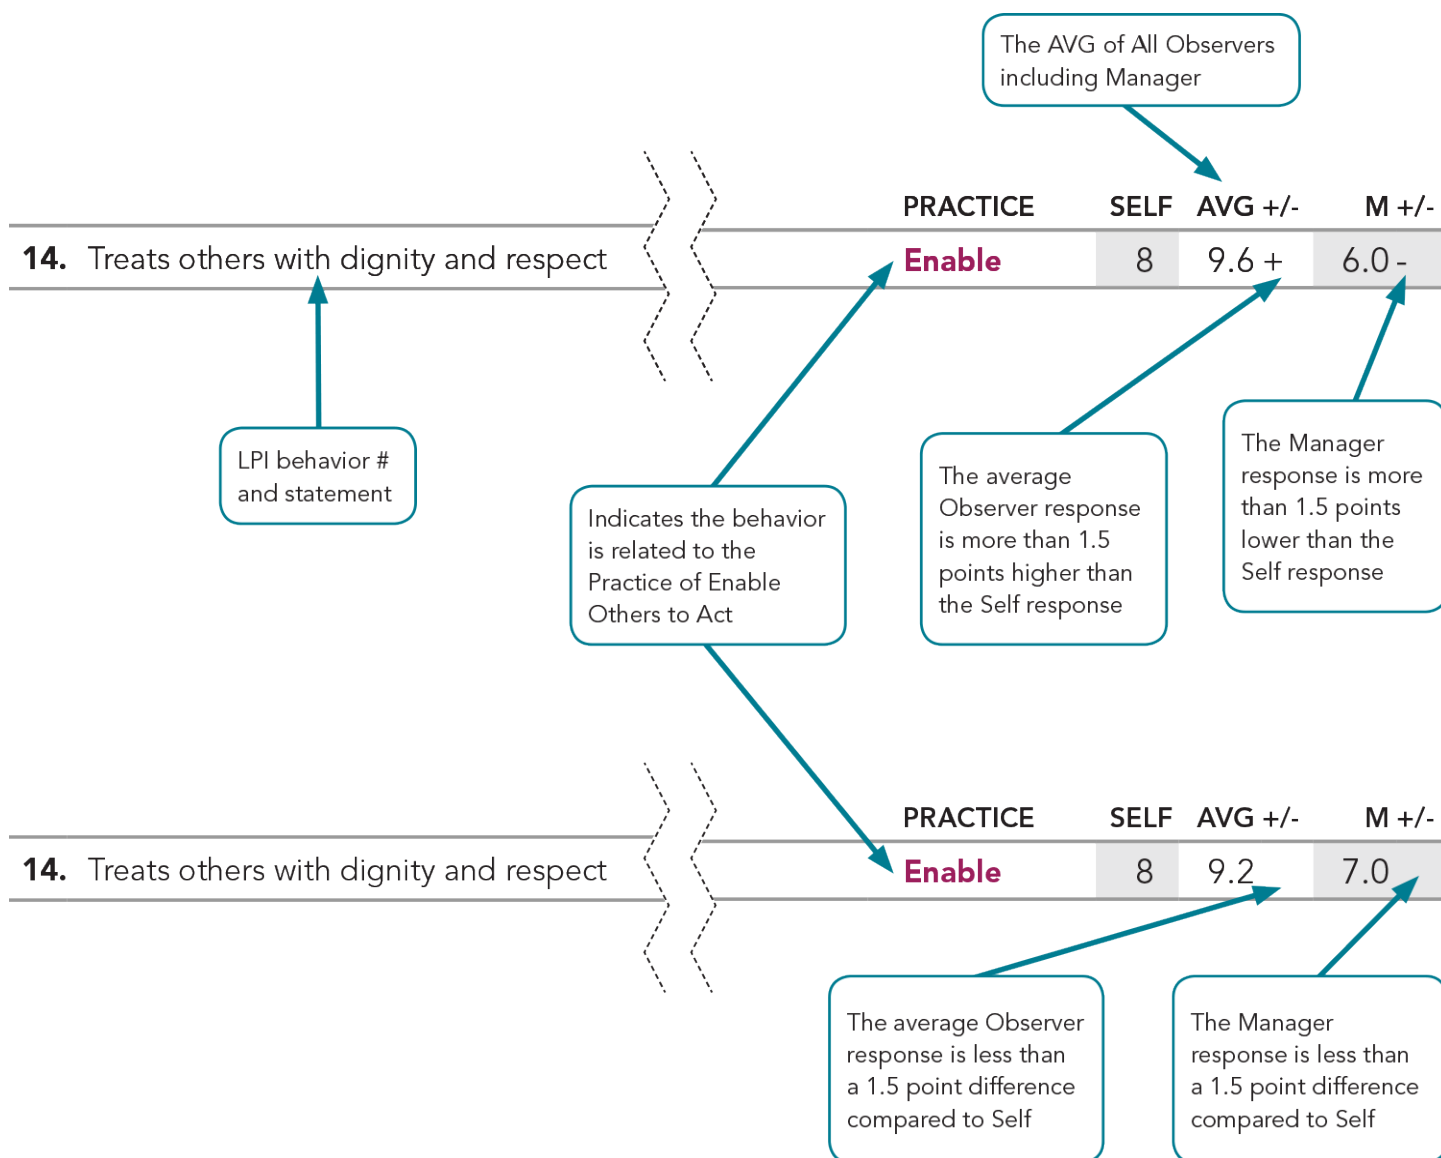 The AVG of All Observers
including Manager
PRACTICE SELF AVG +/- M +/-
14. Treats others with dignity and respect Enable 8 9.6 + 6.0 -
LPI behavior #
and statement
Indicates the behavior
is related to the
Practice of Enable
Others to Act
The average
Observer response
is more than 1.5
points higher than
the Self response
The Manager
response is more
than 1.5 points
lower than the
Self response
PRACTICE SELF AVG +/- M +/-
14. Treats others with dignity and respect Enable 8 9.2 7.0
The average Observer
response is less than
a 1.5 point difference
compared to Self
The Manager
response is less than
a 1.5 point difference
compared to Self